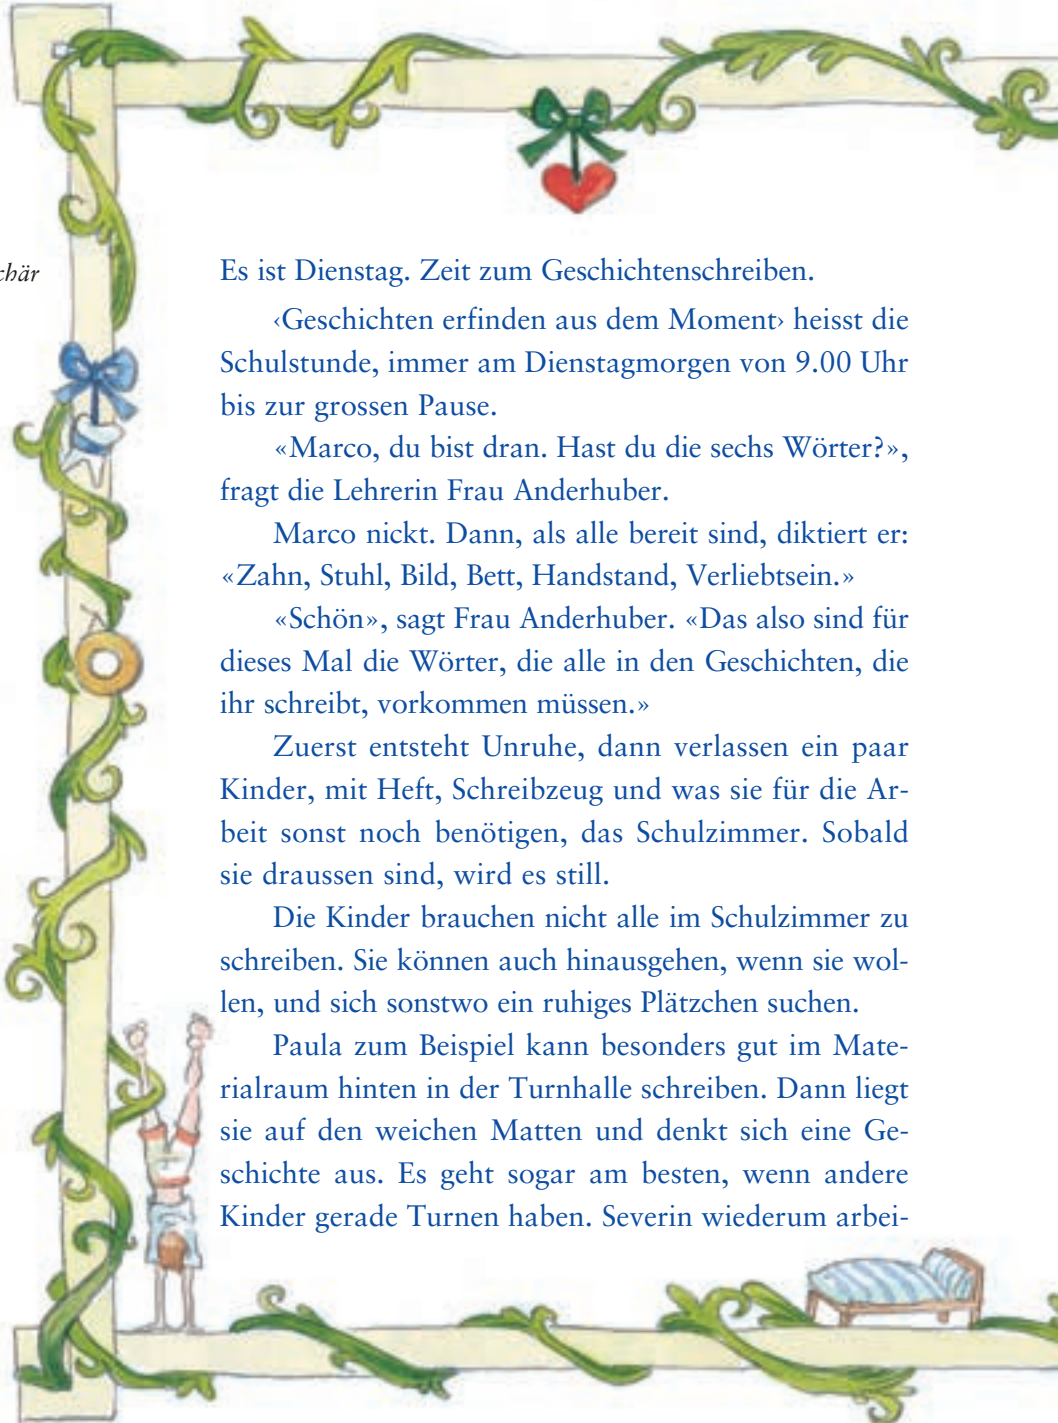 chär
Es ist Dienstag. Zeit zum Geschichtenschreiben.
‹Geschichten erfinden aus dem Moment› heisst die
Schulstunde, immer am Dienstagmorgen von 9.00 Uhr
bis zur grossen Pause.
«Marco, du bist dran. Hast du die sechs Wörter?»,
fragt die Lehrerin Frau Anderhuber.
Marco nickt. Dann, als alle bereit sind, diktiert er:
«Zahn, Stuhl, Bild, Bett, Handstand, Verliebtsein.»
«Schön», sagt Frau Anderhuber. «Das also sind für
dieses Mal die Wörter, die alle in den Geschichten, die
ihr schreibt, vorkommen müssen.»
Zuerst entsteht Unruhe, dann verlassen ein paar
Kinder, mit Heft, Schreibzeug und was sie für die Ar-
beit sonst noch benötigen, das Schulzimmer. Sobald
sie draussen sind, wird es still.
Die Kinder brauchen nicht alle im Schulzimmer zu
schreiben. Sie können auch hinausgehen, wenn sie wol-
len, und sich sonstwo ein ruhiges Plätzchen suchen.
Paula zum Beispiel kann besonders gut im Mate-
rialraum hinten in der Turnhalle schreiben. Dann liegt
sie auf den weichen Matten und denkt sich eine Ge-
schichte aus. Es geht sogar am besten, wenn andere
Kinder gerade Turnen haben. Severin wiederum arbei-